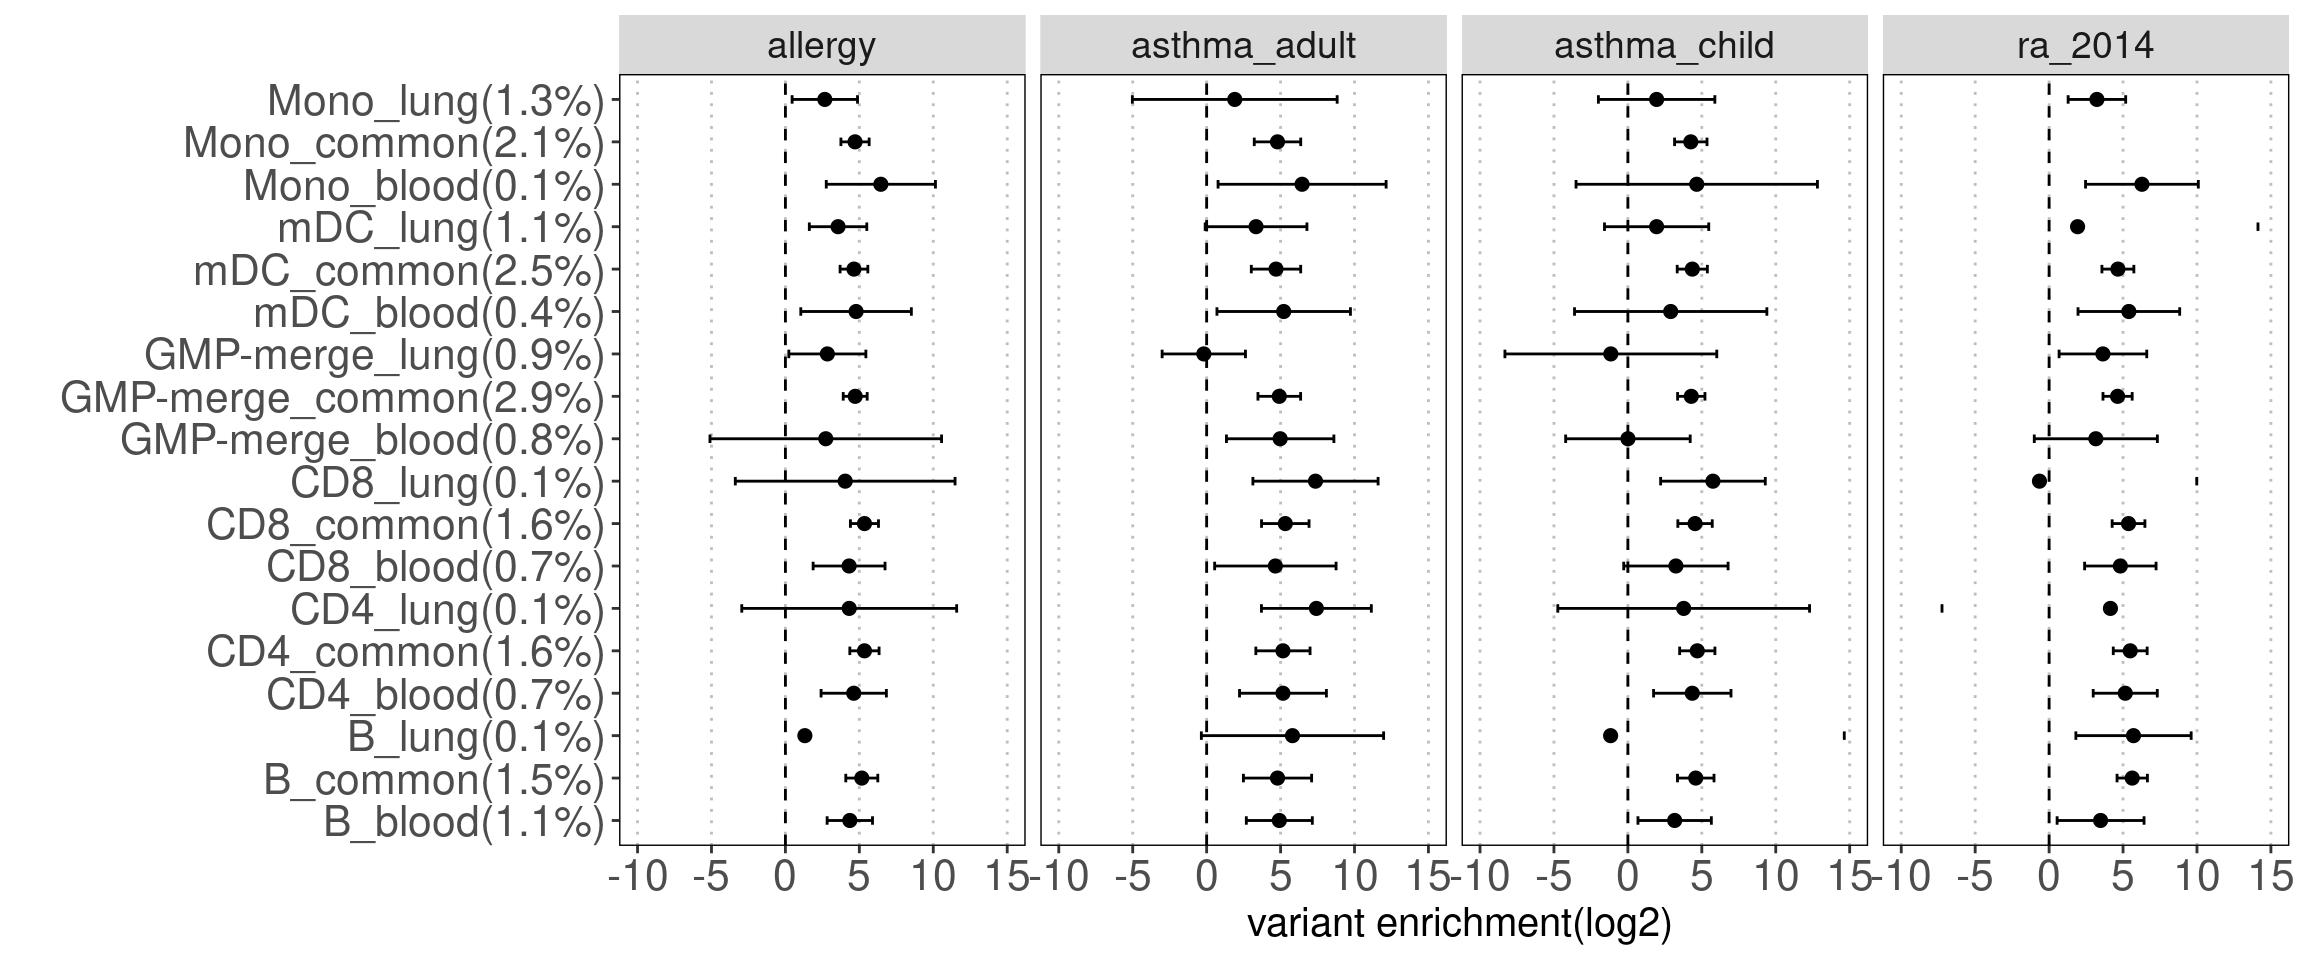 allergy asthma_adult asthma_child ra_2014
Mono_lung(1.3%)
Mono_common(2.1%)
Mono_blood(0.1%)
mDC_lung(1.1%)
mDC_common(2.5%)
mDC_blood(0.4%)
GMP-merge_lung(0.9%)
GMP-merge_common(2.9%)
GMP-merge_blood(0.8%)
CD8_lung(0.1%)
CD8_common(1.6%)
CD8_blood(0.7%)
CD4_lung(0.1%)
CD4_common(1.6%)
CD4_blood(0.7%)
B_lung(0.1%)
B_common(1.5%)
B_blood(1.1%)
-10 -5 0 5 10 15 -10 -5 0 5 10 15 -10 -5 0 5 10 15 -10 -5 0 5 10 15
variant enrichment(log2)